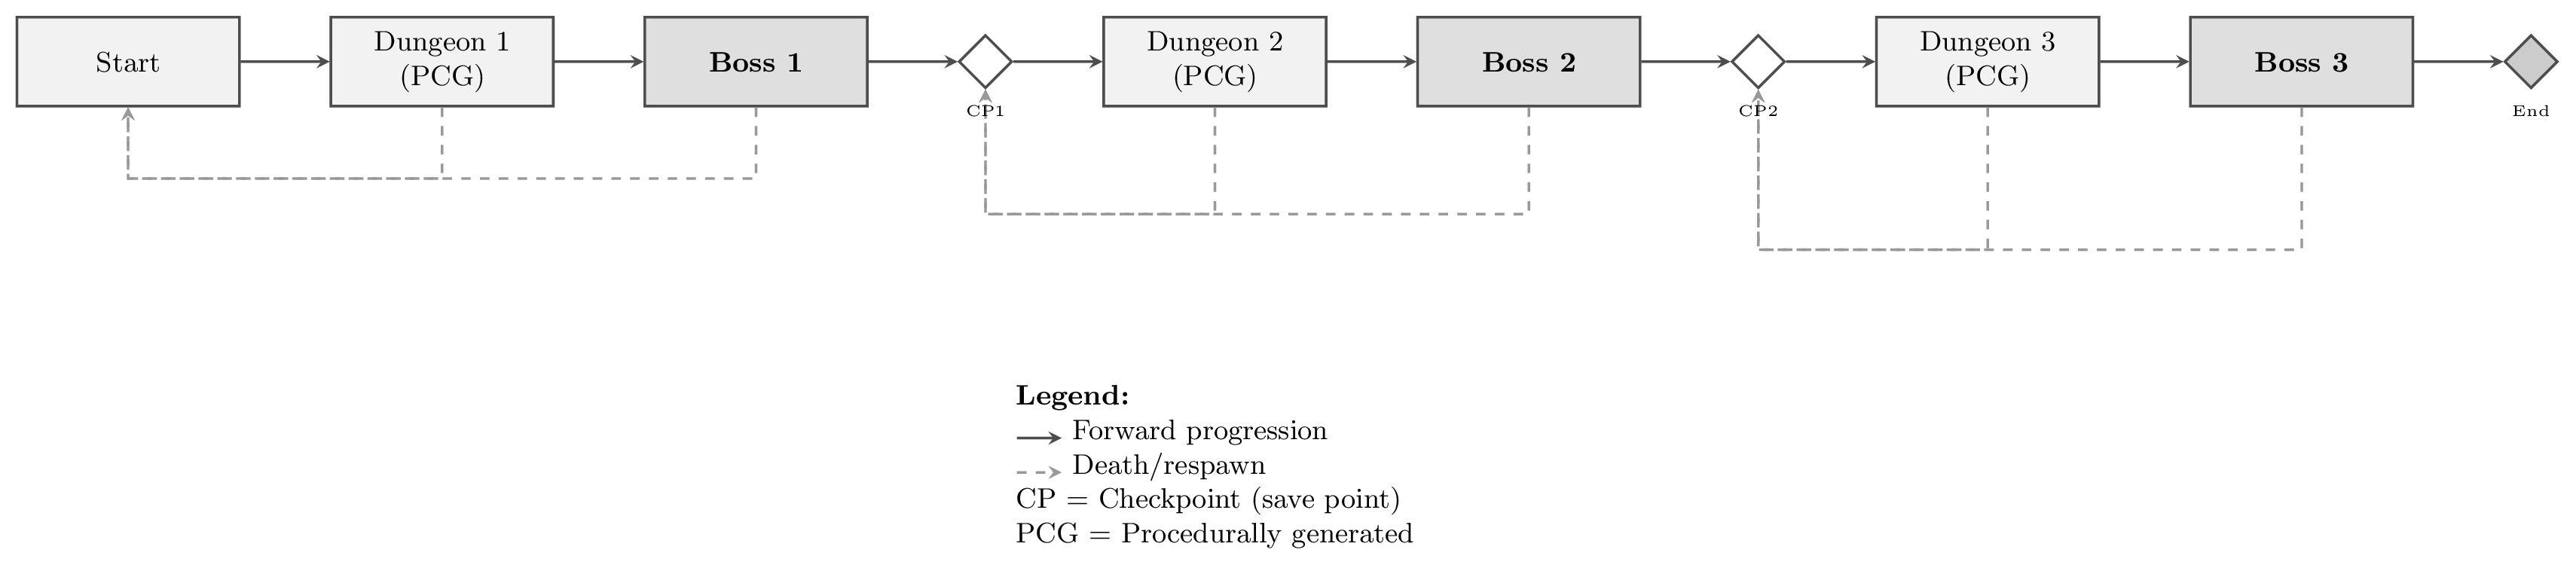 Start
Dungeon 1
(PCG)
Boss 1
CP1
Dungeon 2
(PCG)
Boss 2
CP2
Dungeon 3
(PCG)
Boss 3
End
Legend:
Forward progression
Death/respawn
CP = Checkpoint (save point)
PCG = Procedurally generated